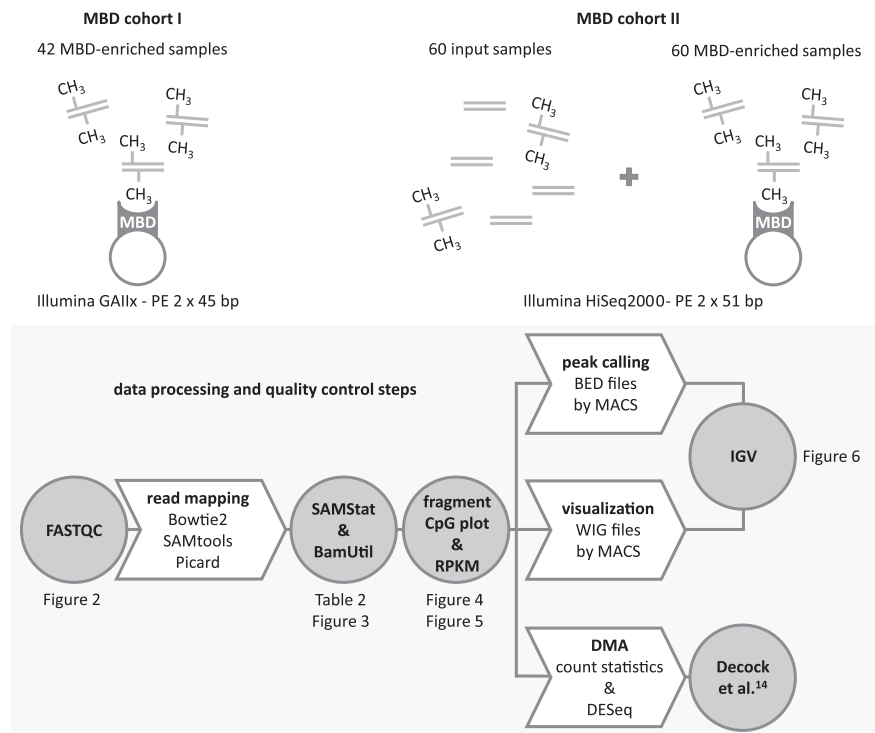 MBD cohort I
42 MBD-enriched samples
CH3
CH3
CH3
CH3
CH3
CH3
MBD
Illumina GAIIx - PE 2 x 45 bp
MBD cohort II
60 input samples
CH3
CH3
CH3
CH3
+
60 MBD-enriched samples
CH3
CH3
CH3
CH3
CH3
CH3
MBD
Illumina HiSeq2000- PE 2 x 51 bp
data processing and quality control steps
FASTQC
Figure 2
read mapping
Bowtie2
SAMtools
Picard
SAMStat
&
BamUtil
Table 2
Figure 3
fragment
CpG plot
&
RPKM
Figure 4
Figure 5
peak calling
BED files
by MACS
visualization
WIG files
by MACS
IGV
Figure 6
DMA
count statistics
&
DESeq
Decock
et al.14